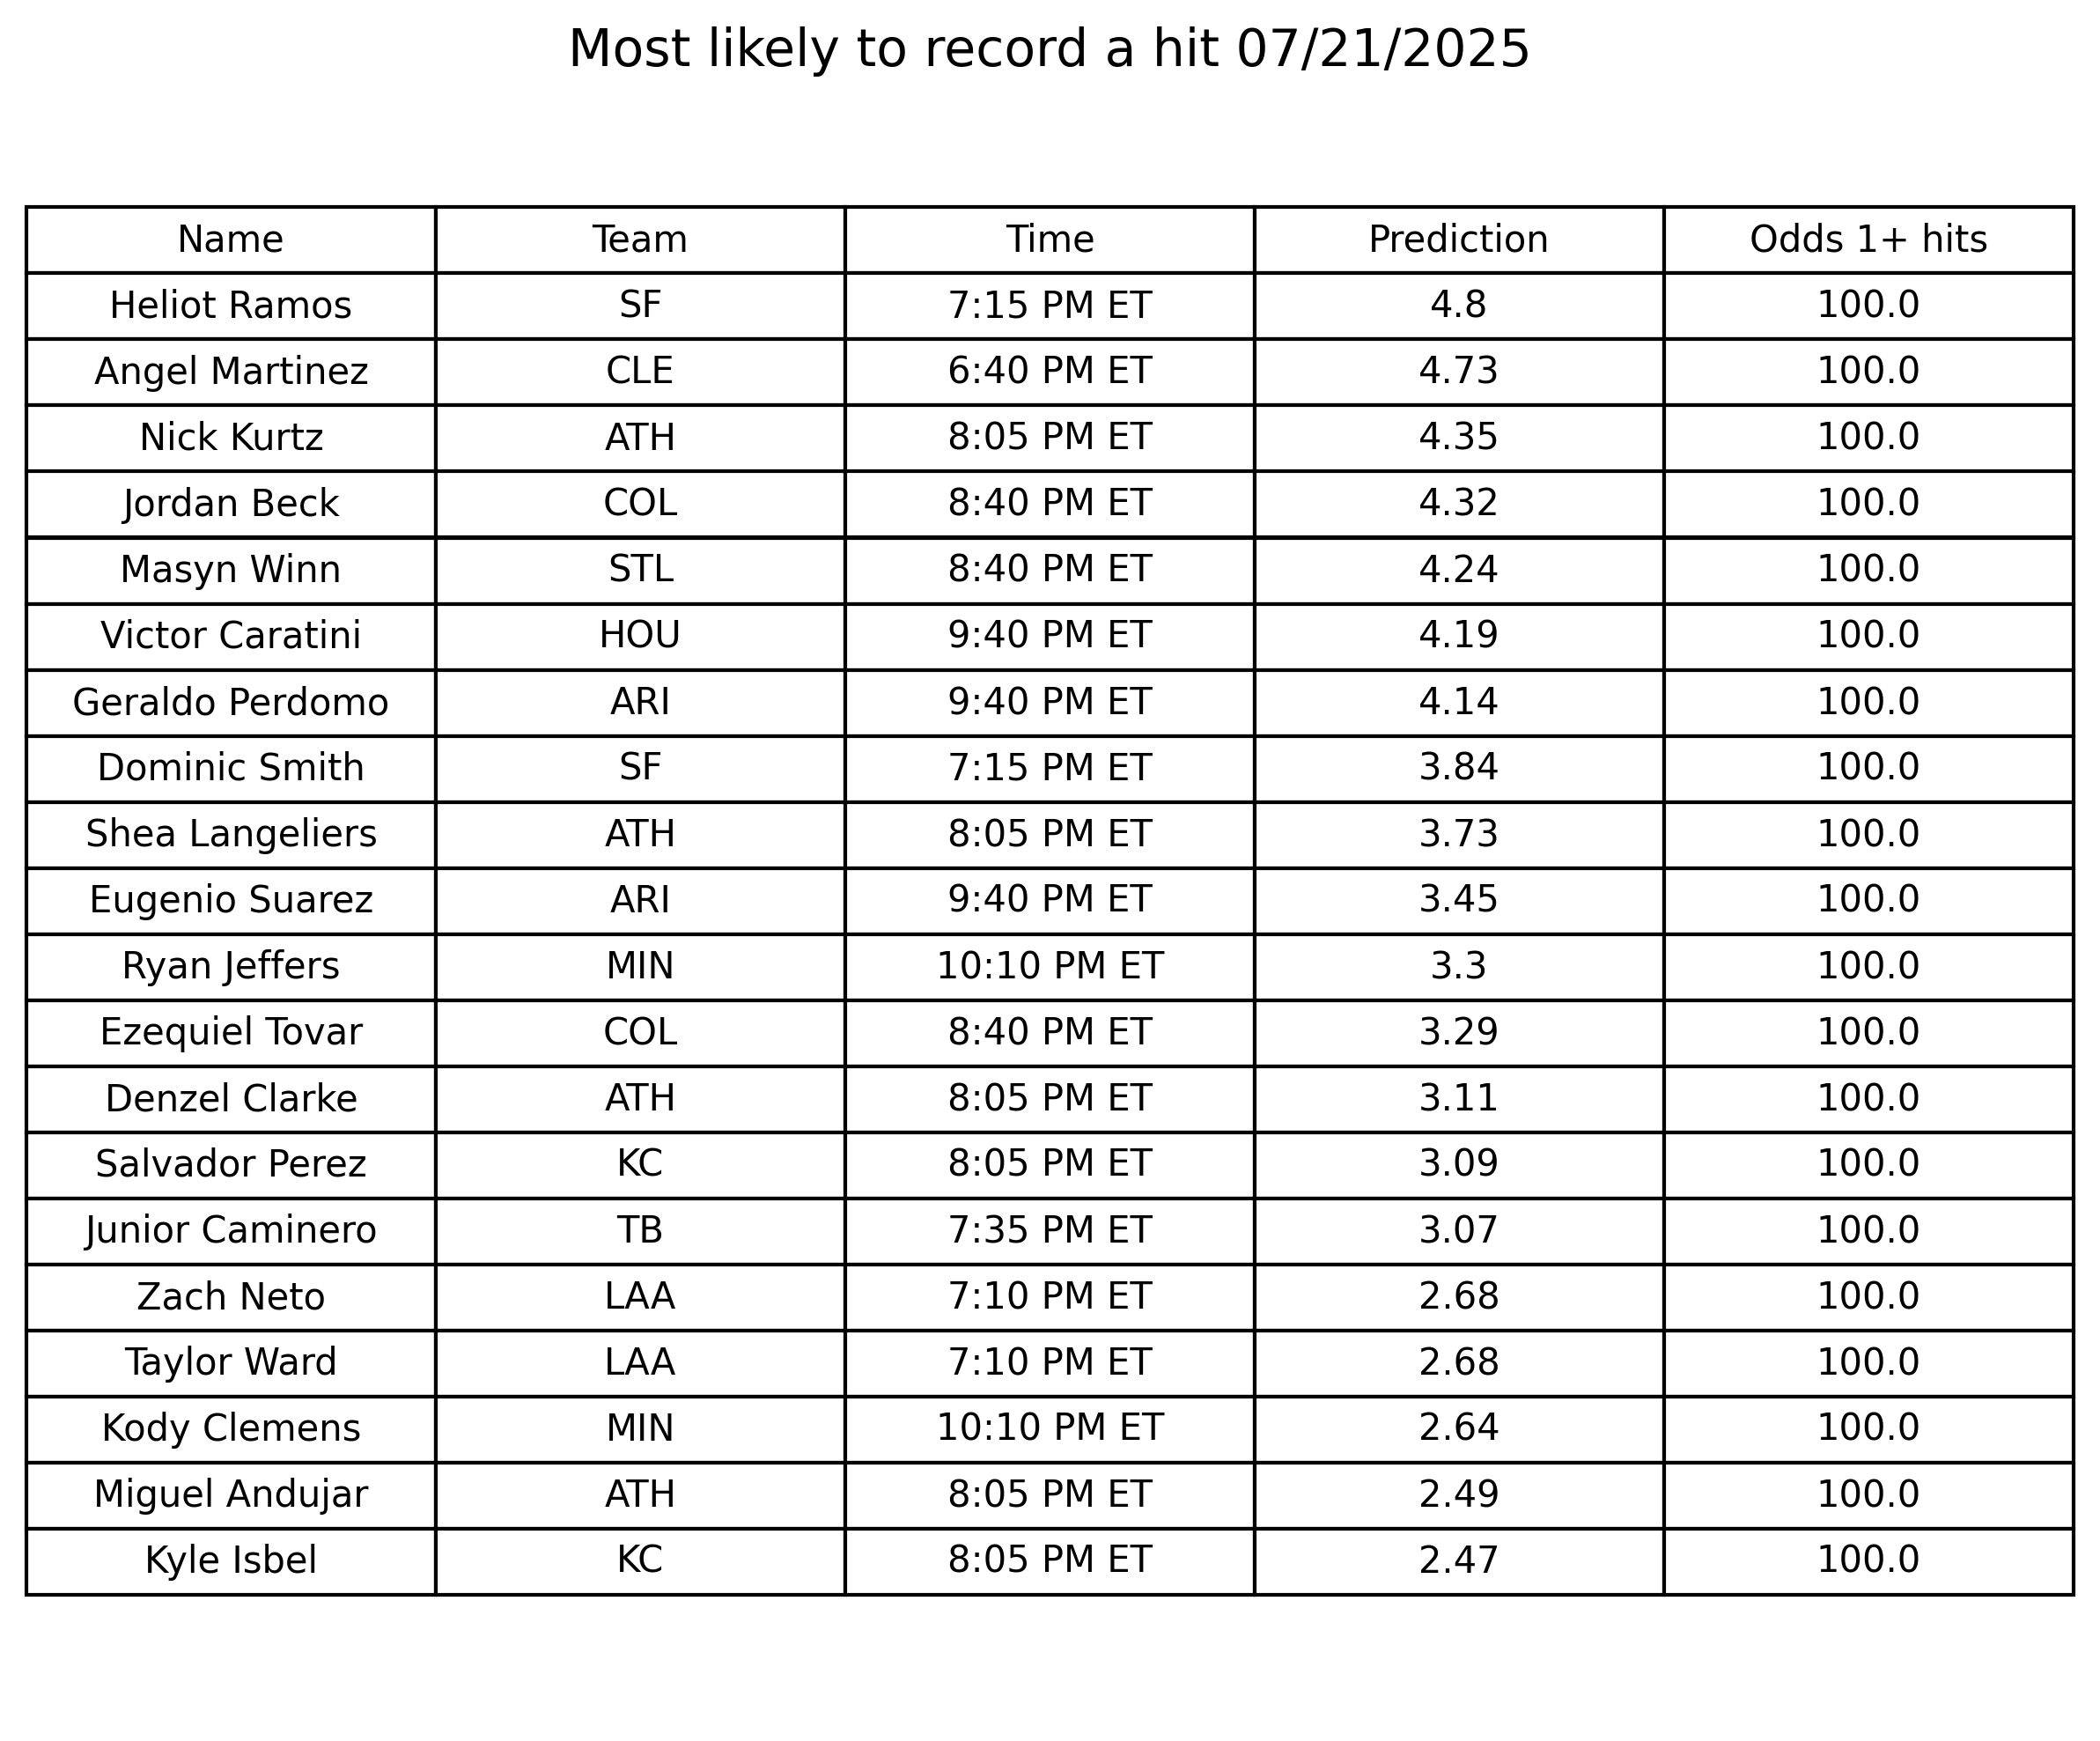 Most likely to record a hit 07/21/2025
Name Team Time Prediction Odds 1+ hits
Heliot Ramos SF 7:15 PM ET 4.8 100.0
Angel Martinez CLE 6:40 PM ET 4.73 100.0
Nick Kurtz ATH 8:05 PM ET 4.35 100.0
Jordan Beck COL 8:40 PM ET 4.32 100.0
Masyn Winn STL 8:40 PM ET 4.24 100.0
Victor Caratini HOU 9:40 PM ET 4.19 100.0
Geraldo Perdomo ARI 9:40 PM ET 4.14 100.0
Dominic Smith SF 7:15 PM ET 3.84 100.0
Shea Langeliers ATH 8:05 PM ET 3.73 100.0
Eugenio Suarez ARI 9:40 PM ET 3.45 100.0
Ryan Jeffers MIN 10:10 PM ET 3.3 100.0
Ezequiel Tovar COL 8:40 PM ET 3.29 100.0
Denzel Clarke ATH 8:05 PM ET 3.11 100.0
Salvador Perez KC 8:05 PM ET 3.09 100.0
Junior Caminero TB 7:35 PM ET 3.07 100.0
Zach Neto LAA 7:10 PM ET 2.68 100.0
Taylor Ward LAA 7:10 PM ET 2.68 100.0
Kody Clemens MIN 10:10 PM ET 2.64 100.0
Miguel Andujar ATH 8:05 PM ET 2.49 100.0
Kyle Isbel KC 8:05 PM ET 2.47 100.0